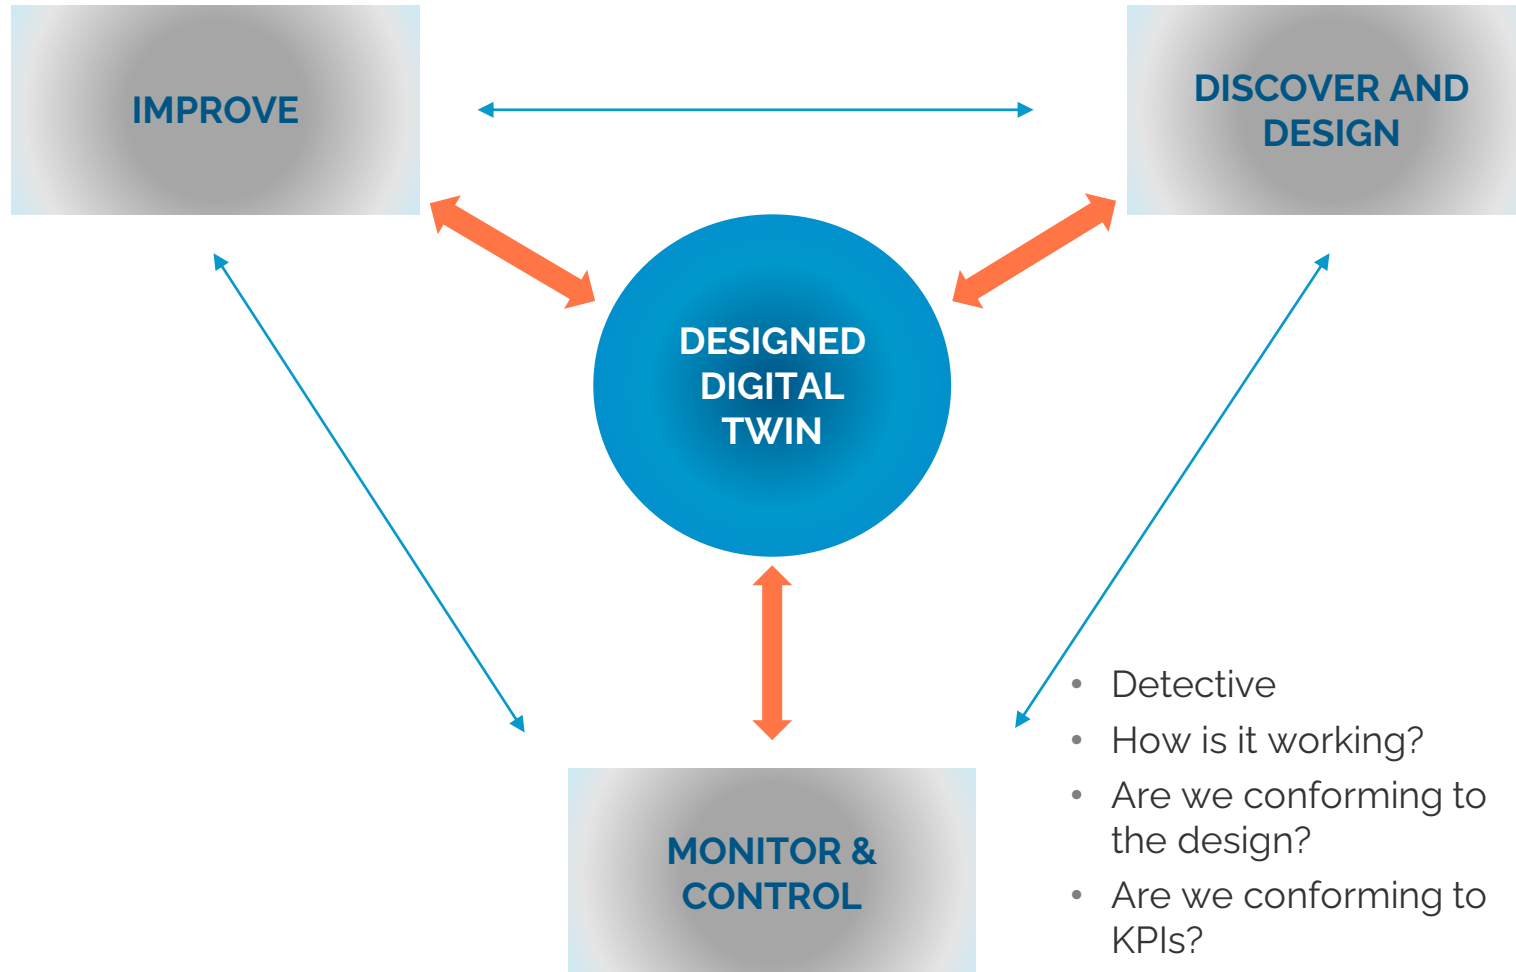 IMPROVE
DISCOVER AND
DESIGN
DESIGNED
DIGITAL
TWIN
MONITOR &
CONTROL
• Detective
• How is it working?
• Are we conforming to
the design?
• Are we conforming to
KPIs?